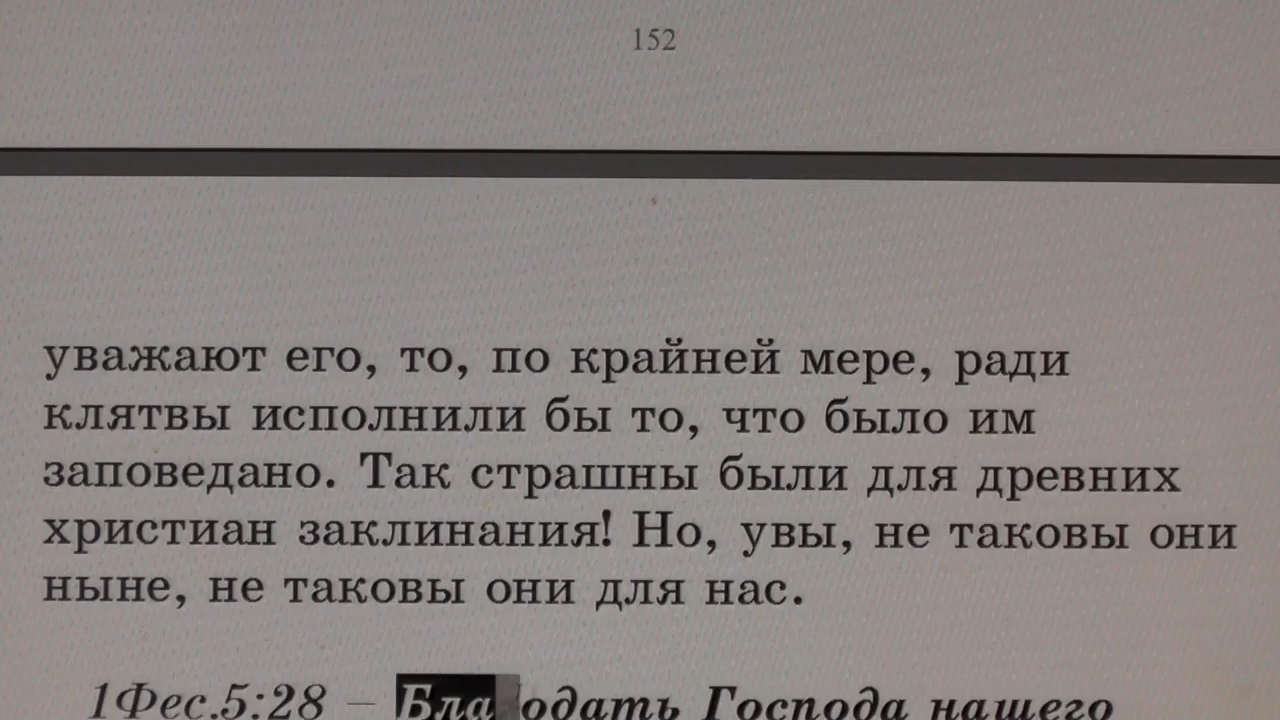 152
уважают его, то, по крайней мере, ради
клятвы исполнили бы то, что было им
заповедано. Так страшны были для древних
христиан заклинания! Но, увы, не таковы они
ныне, не таковы они для нас.
1Фес.5:28 – Благодать Господа нашего